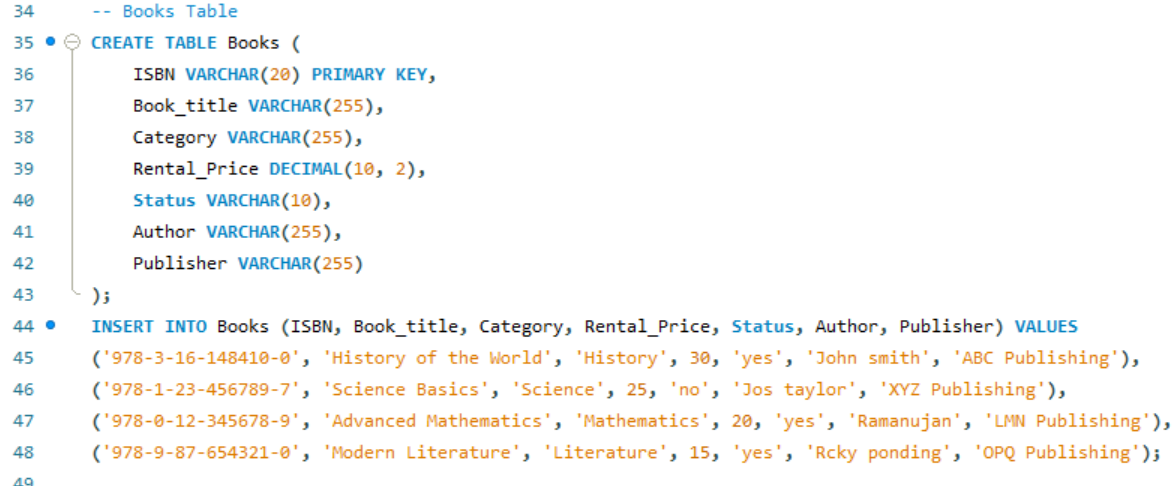 34 -- Books Table
35 CREATE TABLE Books (
36 ISBN VARCHAR(20) PRIMARY KEY,
37 Book_title VARCHAR(255),
38 Category VARCHAR(255),
39 Rental_Price DECIMAL(10, 2),
40 Status VARCHAR(10),
41 Author VARCHAR(255),
42 Publisher VARCHAR(255)
43 );
44 INSERT INTO Books (ISBN, Book_title, Category, Rental_Price, Status, Author, Publisher) VALUES
45 ('978-3-16-148410-0', 'History of the World', 'History', 30, 'yes', 'John smith', 'ABC Publishing'),
46 ('978-1-23-456789-7', 'Science Basics', 'Science', 25, 'no', 'Jos taylor', 'XYZ Publishing'),
47 ('978-0-12-345678-9', 'Advanced Mathematics', 'Mathematics', 20, 'yes', 'Ramanujan', 'LMN Publishing'),
48 ('978-9-87-654321-0', 'Modern Literature', 'Literature', 15, 'yes', 'Rcky ponding', 'OPQ Publishing');
49